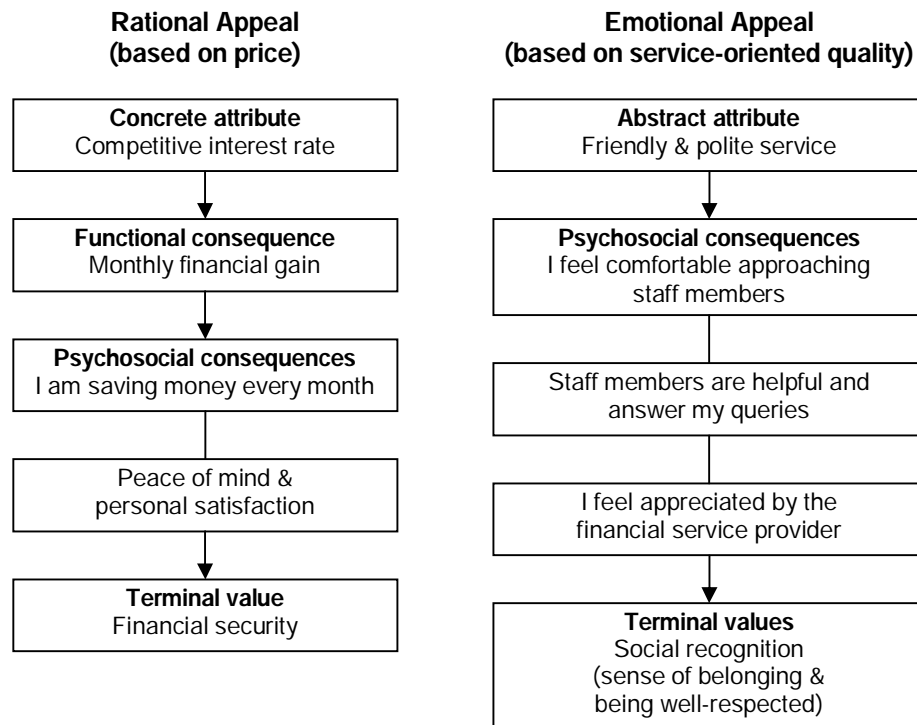 Rational Appeal
(based on price)
Concrete attribute
Competitive interest rate
Functional consequence
Monthly financial gain
Psychosocial consequences
I am saving money every month
Peace of mind &
personal satisfaction
Terminal value
Financial security
Emotional Appeal
(based on service-oriented quality)
Abstract attribute
Friendly & polite service
Psychosocial consequences
I feel comfortable approaching
staff members
Staff members are helpful and
answer my queries
I feel appreciated by the
financial service provider
Terminal values
Social recognition
(sense of belonging &
being well-respected)